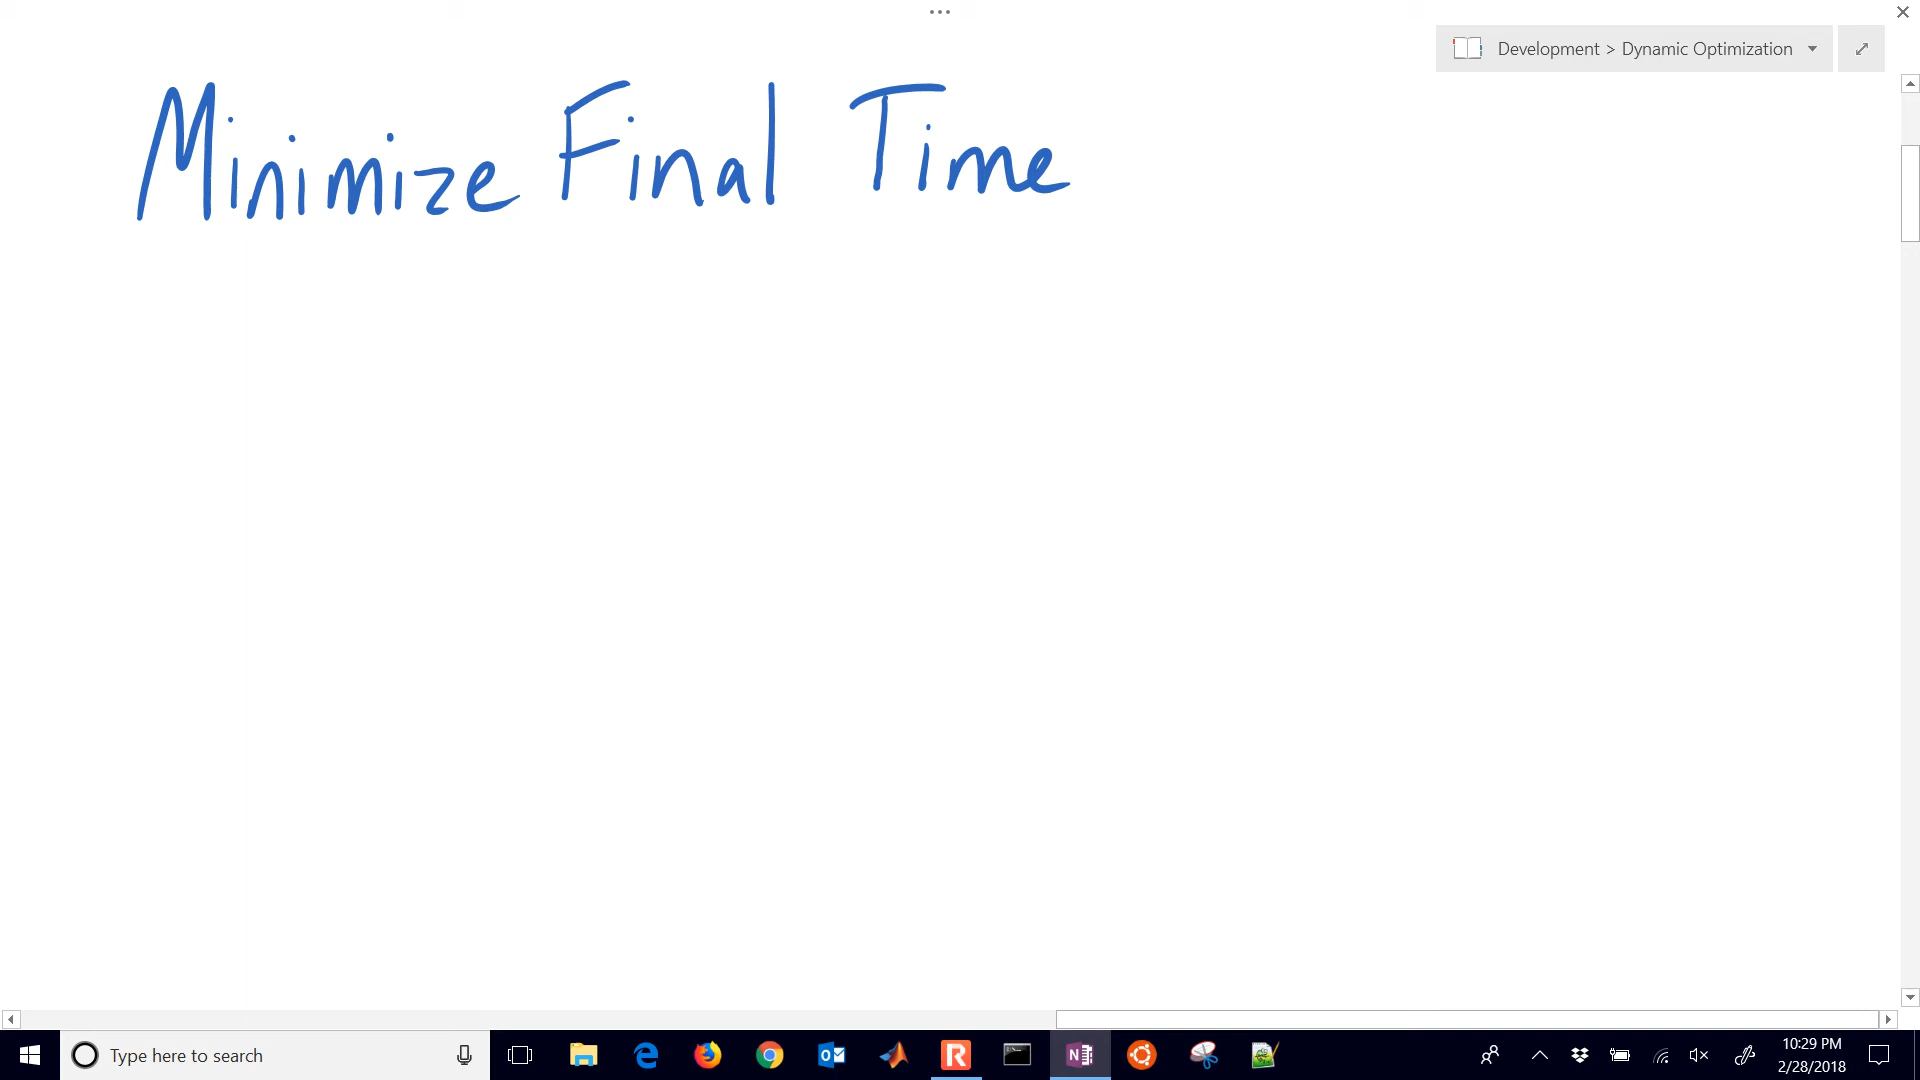 Development > Dynamic Optimization
Minimize Final Time
Type here to search
10:29 PM
2/28/2018